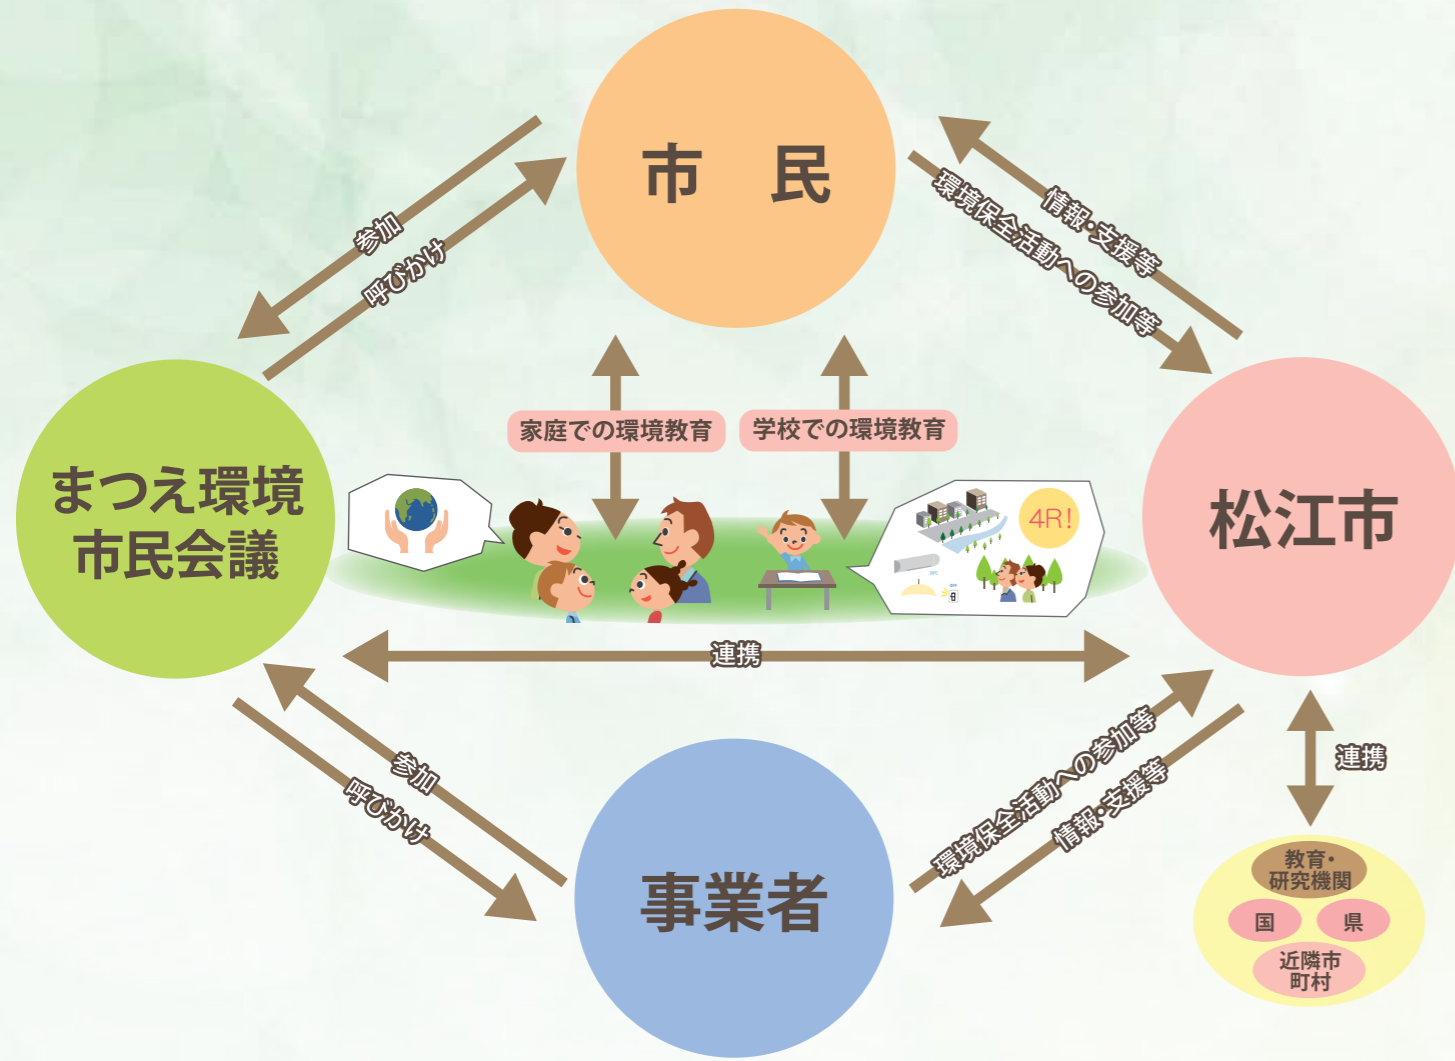 市　民
参加
呼びかけ
情報・支援等
環境保全活動への参加等
家庭での環境教育
学校での環境教育
まつえ環境
市民会議
4R!
松江市
連携
参加
呼びかけ
環境保全活動への参加等
情報・支援等
連携
事業者
教育・
研究機関
国
県
近隣市
町村